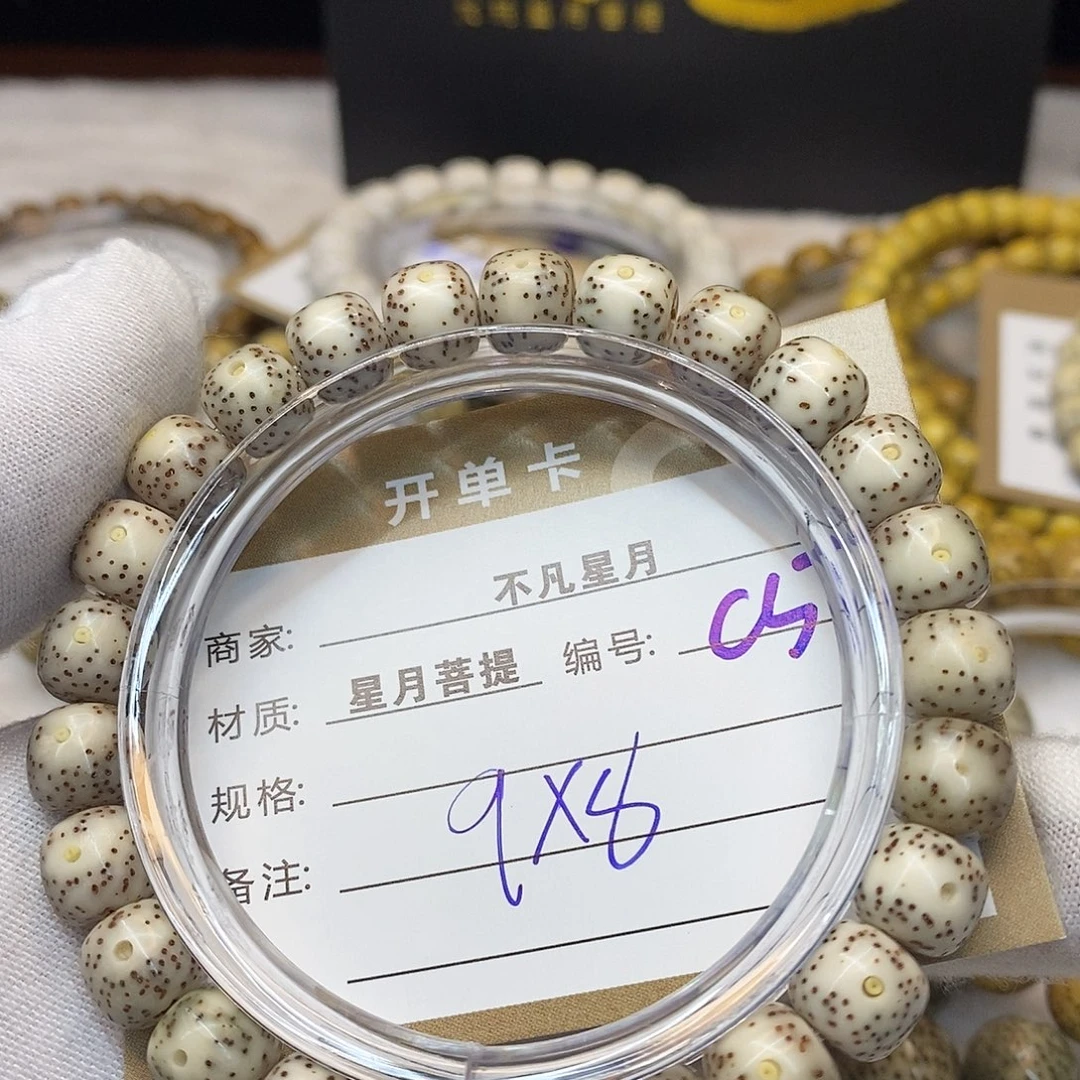 开单卡
商家: 不凡星月
材质: 星月菩提 编号: 05
规格: 9X8
备注: